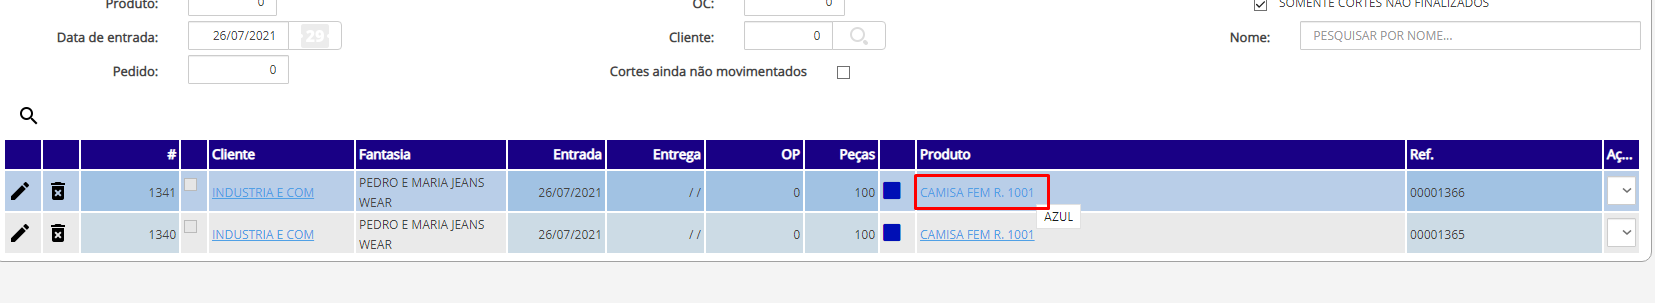 Produto: 0 OC: 0 SOMENTE CORTES NÃO FINALIZADOS
Data de entrada: 26/07/2021 29 Cliente: 0 Nome: PESQUISAR POR NOME...
Pedido: 0 Cortes ainda não movimentados
# Cliente Fantasia Entrada Entrega OP Peças Produto Ref. Aç...
1341 INDUSTRIA E COM PEDRO E MARIA JEANS WEAR 26/07/2021 / / 0 100 CAMISA FEM R. 1001 00001366
AZUL
1340 INDUSTRIA E COM PEDRO E MARIA JEANS WEAR 26/07/2021 / / 0 100 CAMISA FEM R. 1001 00001365